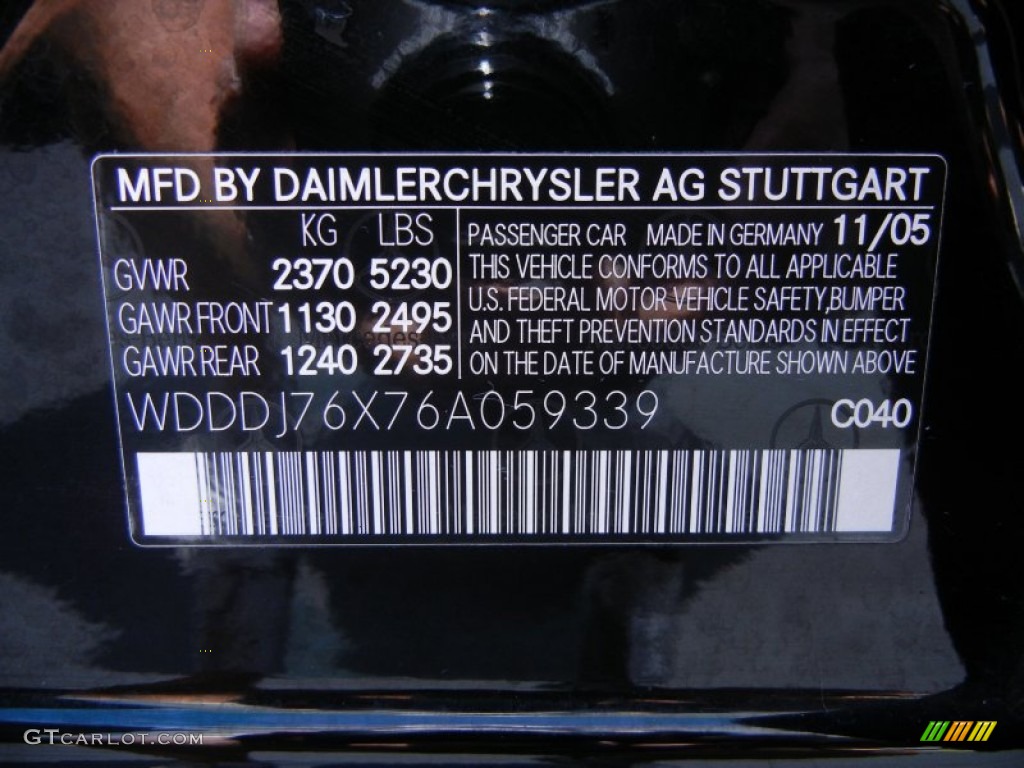 MFD BY DAIMLERCHRYSLER AG STUTTGART
KG LBS
GVWR 2370 5230
GAWR FRONT 1130 2495
GAWR REAR 1240 2735
PASSENGER CAR MADE IN GERMANY 11/05
THIS VEHICLE CONFORMS TO ALL APPLICABLE
U.S. FEDERAL MOTOR VEHICLE SAFETY,BUMPER
AND THEFT PREVENTION STANDARDS IN EFFECT
ON THE DATE OF MANUFACTURE SHOWN ABOVE
WDDDJ76X76A059339 C040
GTCARLOT.COM